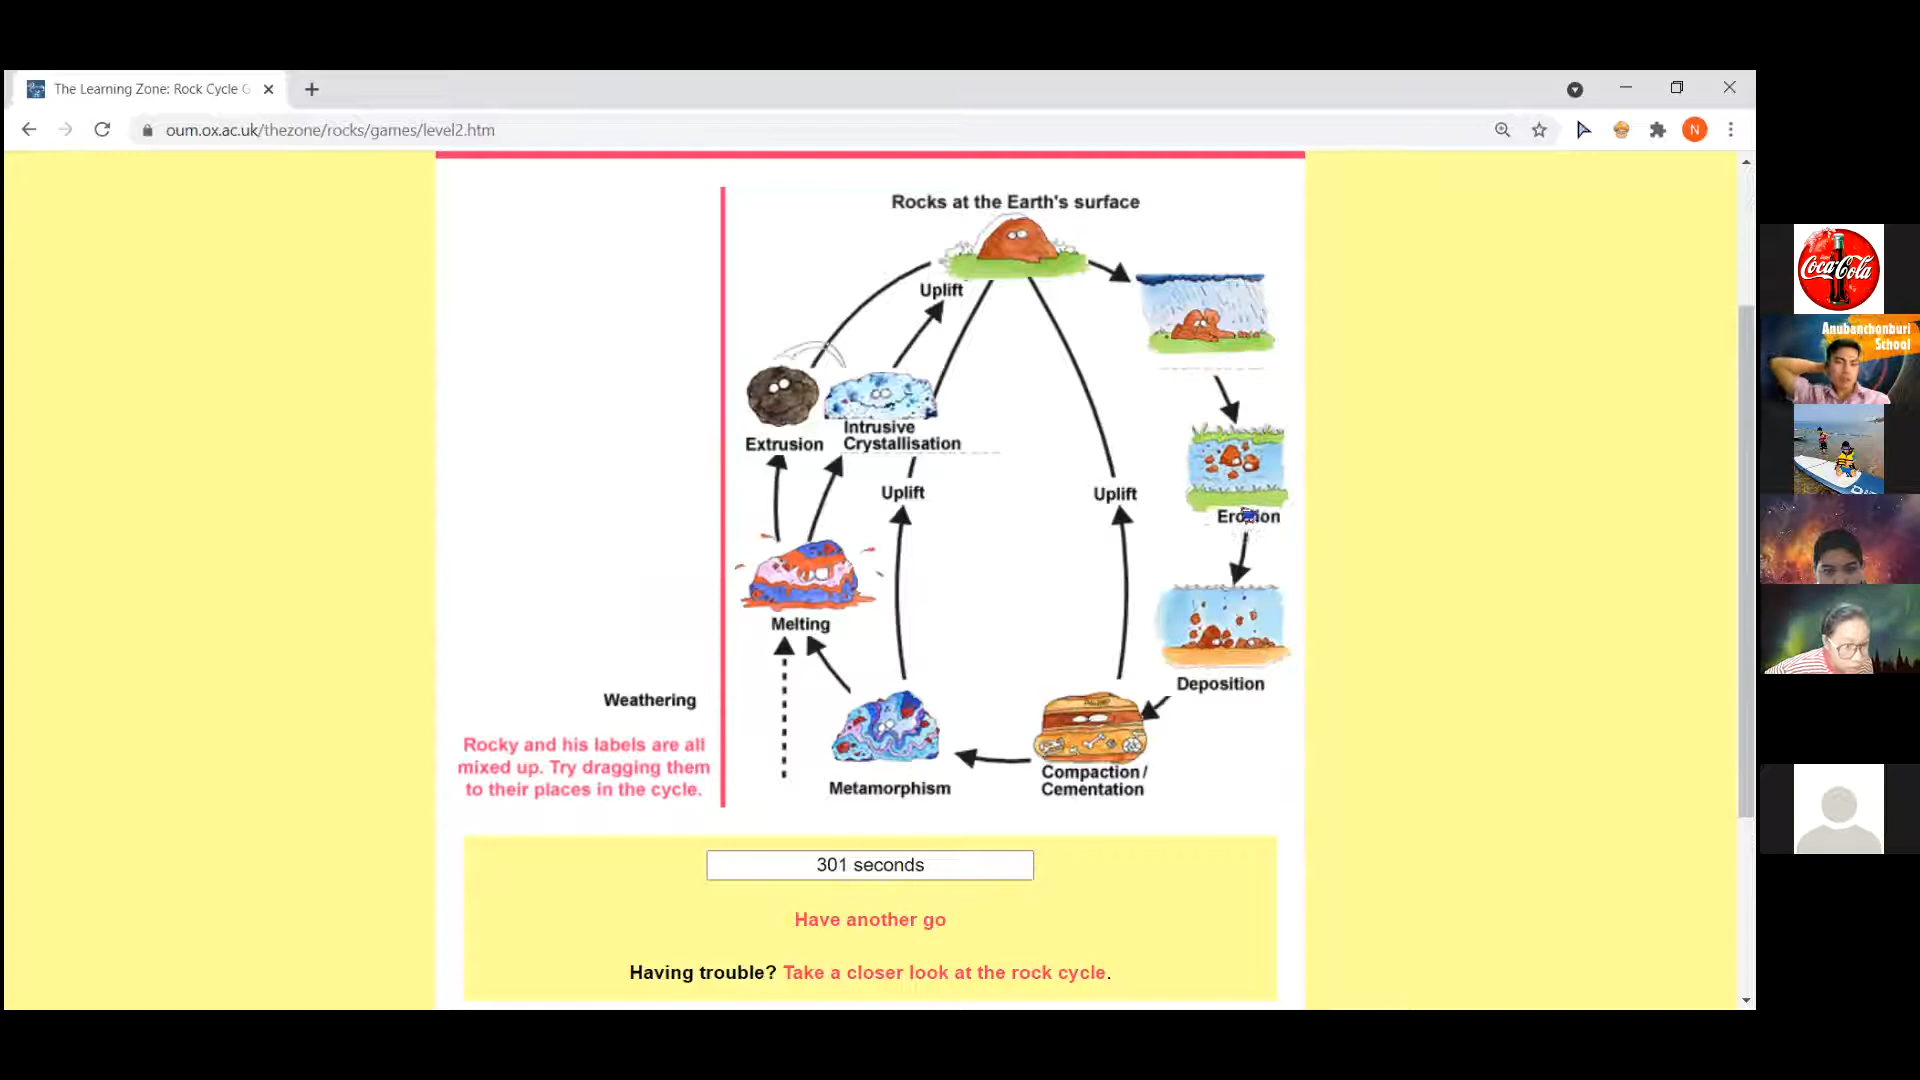 The Learning Zone: Rock Cycle G
oum.ox.ac.uk/thezone/rocks/games/level2.htm
N
Rocks at the Earth's surface
Uplift
Extrusion
Intrusive
Crystallisation
Uplift
Uplift
Erosion
Melting
Deposition
Weathering
Rocky and his labels are all
mixed up. Try dragging them
to their places in the cycle.
Metamorphism
Compaction/
Cementation
301 seconds
Have another go
Having trouble? Take a closer look at the rock cycle.
Coca-Cola
Anubanchonburi
School